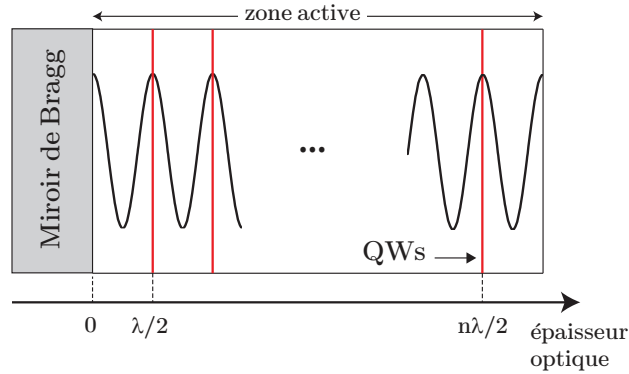 zone active
Miroir de Bragg
...
QWs
0
λ/2
nλ/2
épaisseur
optique